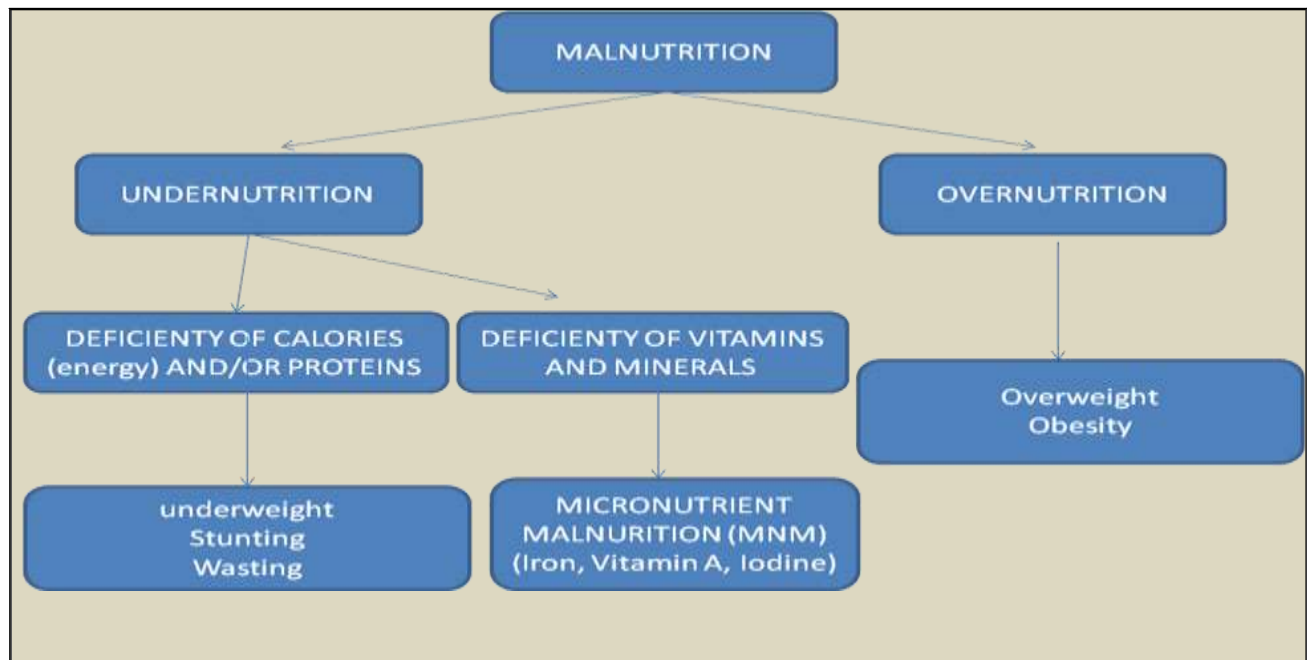 MALNUTRITION
UNDERNUTRITION
OVERNUTRITION
DEFICIENTY OF CALORIES
(energy) AND/OR PROTEINS
DEFICIENTY OF VITAMINS
AND MINERALS
Overweight
Obesity
underweight
Stunting
Wasting
MICRONUTRIENT
MALNURITION (MNM)
(Iron, Vitamin A, Iodine)